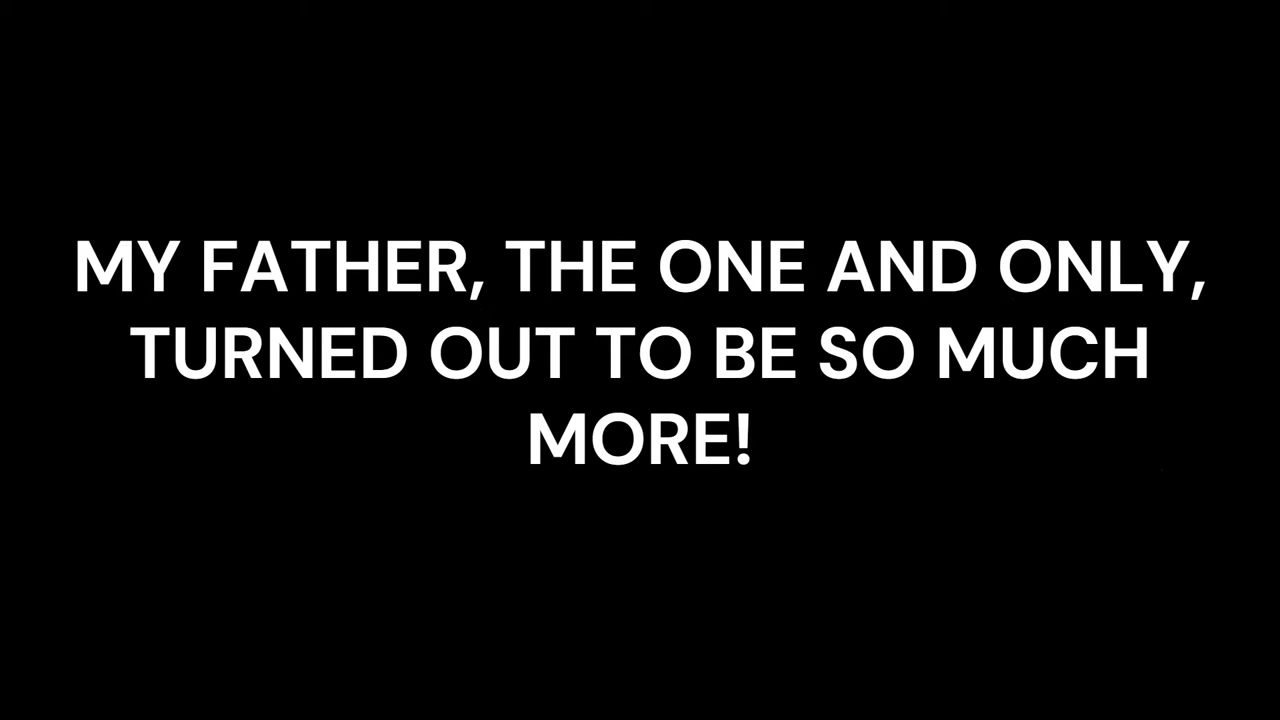 MY FATHER, THE ONE AND ONLY,
TURNED OUT TO BE SO MUCH
MORE!